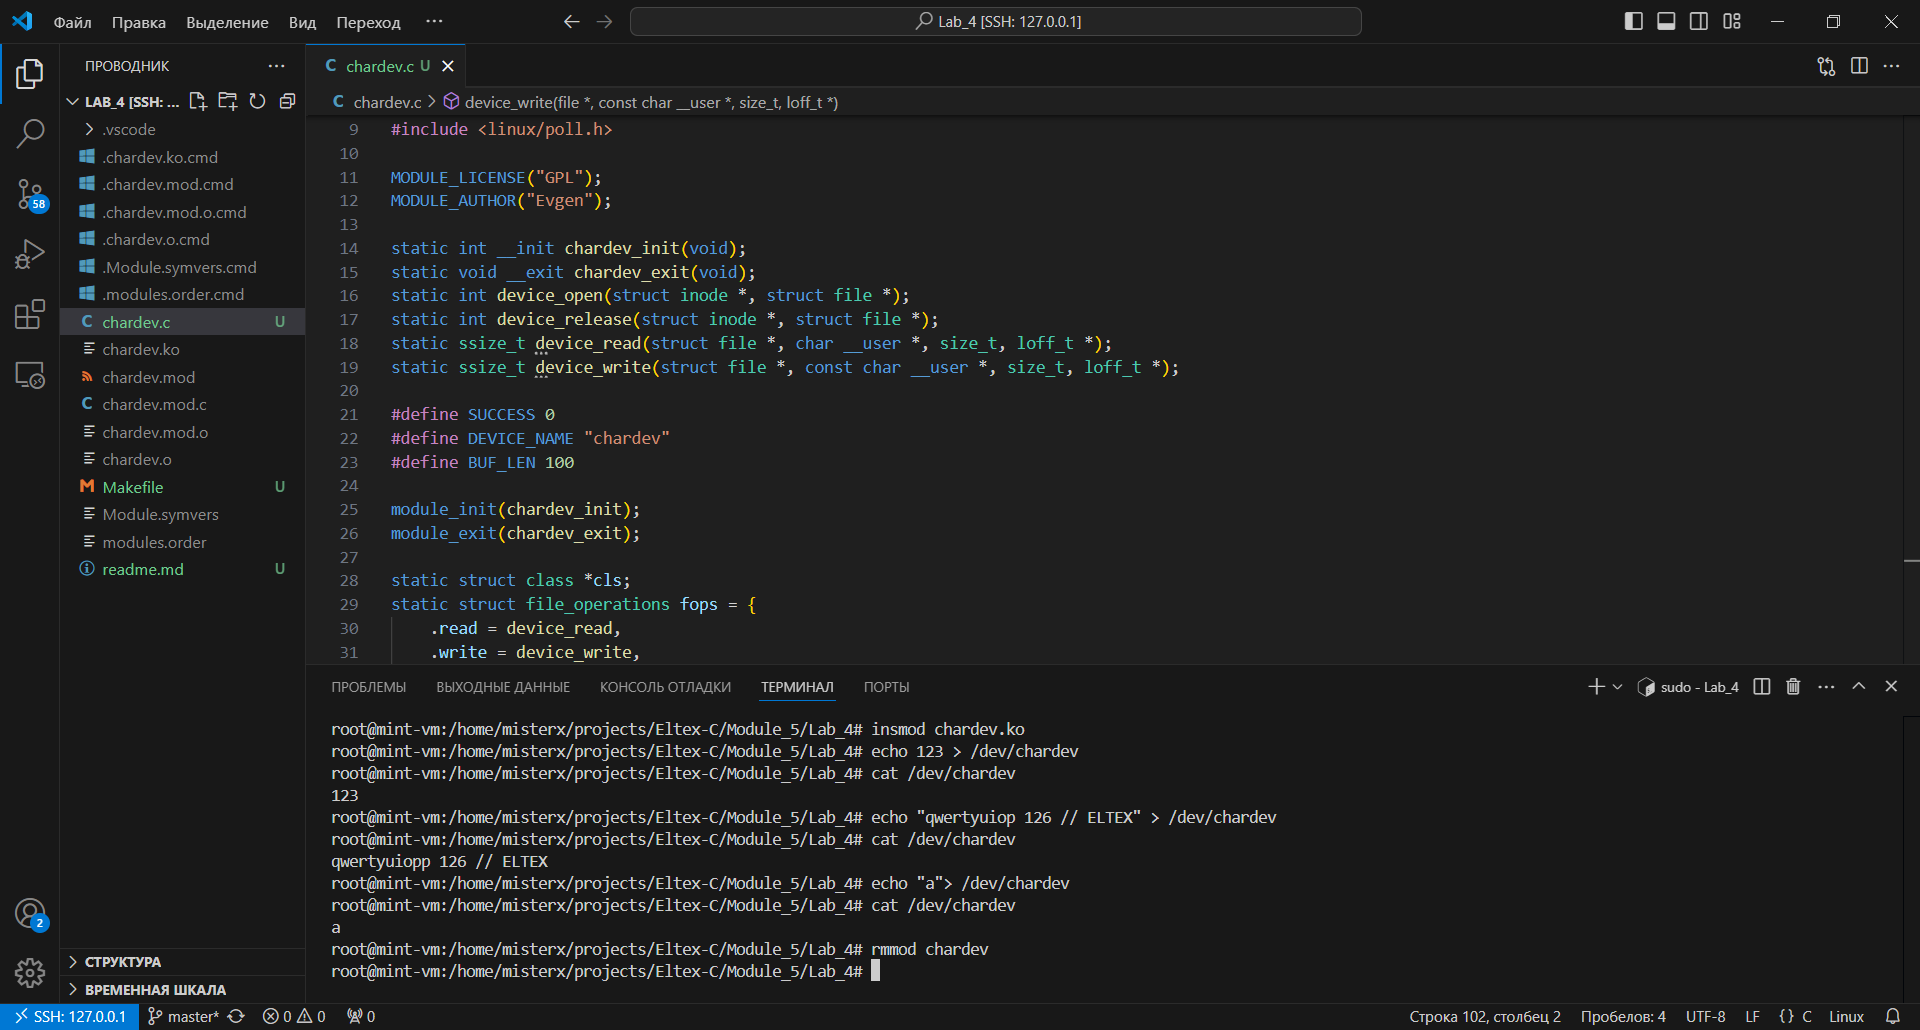 Файл Правка Выделение Вид Переход ··· Lab_4 [SSH: 127.0.0.1]
ПРОВОДНИК ···
LAB_4 [SSH: ...
.vscode
.chardev.ko.cmd
.chardev.mod.cmd
.chardev.mod.o.cmd
.chardev.o.cmd
.Module.symvers.cmd
.modules.order.cmd
C chardev.c U
chardev.ko
chardev.mod
C chardev.mod.c
chardev.mod.o
chardev.o
M Makefile U
Module.symvers
modules.order
readme.md U
СТРУКТУРА
ВРЕМЕННАЯ ШКАЛА
58
2
C chardev.c U
C chardev.c > device_write(file *, const char __user *, size_t, loff_t *)
9 #include <linux/poll.h>
10
11 MODULE_LICENSE("GPL");
12 MODULE_AUTHOR("Evgen");
13
14 static int __init chardev_init(void);
15 static void __exit chardev_exit(void);
16 static int device_open(struct inode *, struct file *);
17 static int device_release(struct inode *, struct file *);
18 static ssize_t device_read(struct file *, char __user *, size_t, loff_t *);
19 static ssize_t device_write(struct file *, const char __user *, size_t, loff_t *);
20
21 #define SUCCESS 0
22 #define DEVICE_NAME "chardev"
23 #define BUF_LEN 100
24
25 module_init(chardev_init);
26 module_exit(chardev_exit);
27
28 static struct class *cls;
29 static struct file_operations fops = {
30 .read = device_read,
31 .write = device_write,
ПРОБЛЕМЫ ВЫХОДНЫЕ ДАННЫЕ КОНСОЛЬ ОТЛАДКИ ТЕРМИНАЛ ПОРТЫ sudo - Lab_4
root@mint-vm:/home/misterx/projects/Eltex-C/Module_5/Lab_4# insmod chardev.ko
root@mint-vm:/home/misterx/projects/Eltex-C/Module_5/Lab_4# echo 123 > /dev/chardev
root@mint-vm:/home/misterx/projects/Eltex-C/Module_5/Lab_4# cat /dev/chardev
123
root@mint-vm:/home/misterx/projects/Eltex-C/Module_5/Lab_4# echo "qwertyuiop 126 // ELTEX" > /dev/chardev
root@mint-vm:/home/misterx/projects/Eltex-C/Module_5/Lab_4# cat /dev/chardev
qwertyuiopp 126 // ELTEX
root@mint-vm:/home/misterx/projects/Eltex-C/Module_5/Lab_4# echo "a"> /dev/chardev
root@mint-vm:/home/misterx/projects/Eltex-C/Module_5/Lab_4# cat /dev/chardev
a
root@mint-vm:/home/misterx/projects/Eltex-C/Module_5/Lab_4# rmmod chardev
root@mint-vm:/home/misterx/projects/Eltex-C/Module_5/Lab_4#
SSH: 127.0.0.1 master* 0 0 0 Строка 102, столбец 2 Пробелов: 4 UTF-8 LF {} C Linux